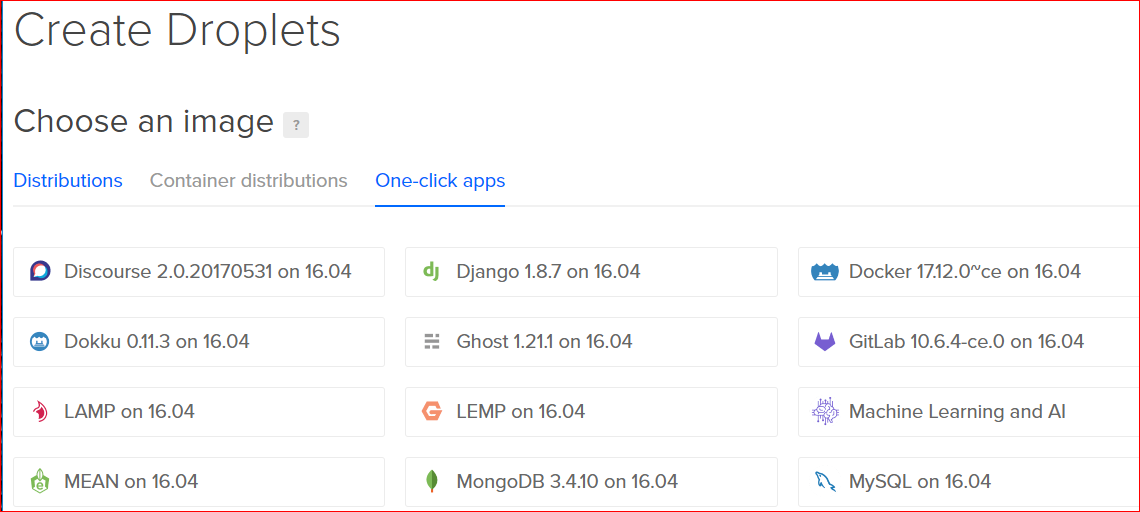 Create Droplets
Choose an image ?
Distributions Container distributions One-click apps
Discourse 2.0.20170531 on 16.04 Django 1.8.7 on 16.04 Docker 17.12.0~ce on 16.04
Dokku 0.11.3 on 16.04 Ghost 1.21.1 on 16.04 GitLab 10.6.4-ce.0 on 16.04
LAMP on 16.04 LEMP on 16.04 Machine Learning and AI
MEAN on 16.04 MongoDB 3.4.10 on 16.04 MySQL on 16.04